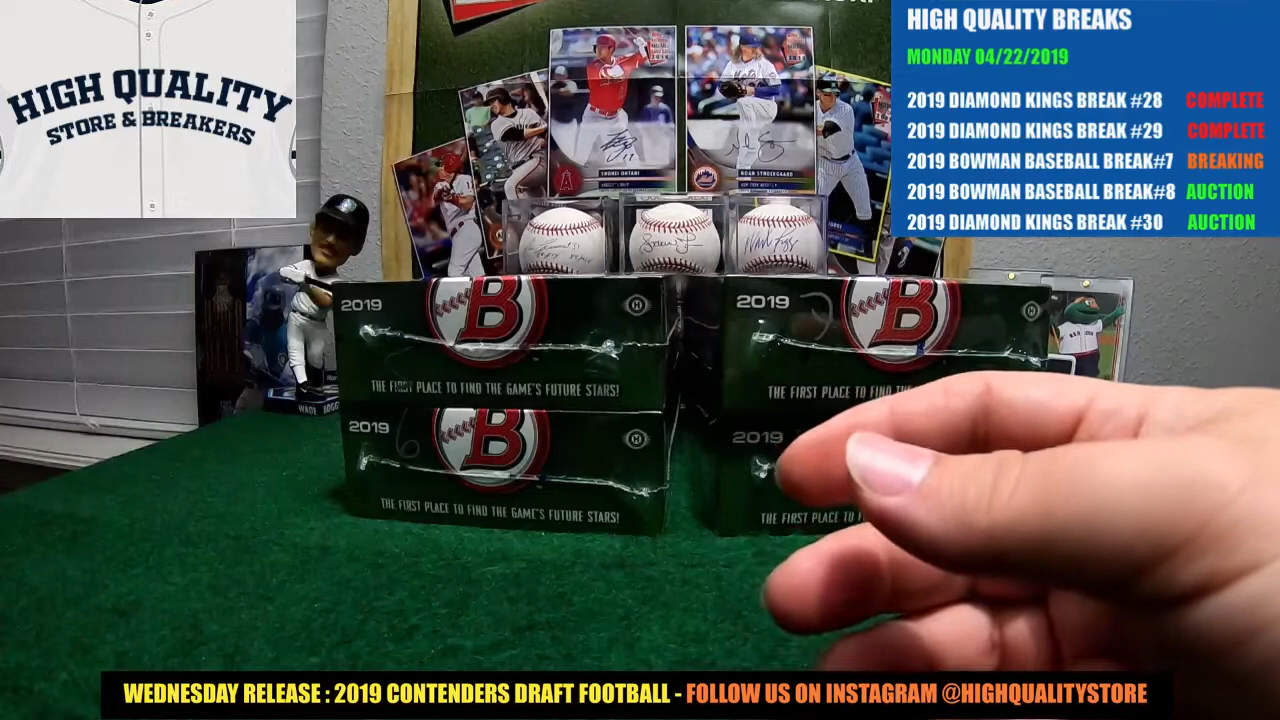 HIGH QUALITY
STORE & BREAKERS
HIGH QUALITY BREAKS
MONDAY 04/22/2019
2019 DIAMOND KINGS BREAK #28 COMPLETE
2019 DIAMOND KINGS BREAK #29 COMPLETE
2019 BOWMAN BASEBALL BREAK#7 BREAKING
2019 BOWMAN BASEBALL BREAK#8 AUCTION
2019 DIAMOND KINGS BREAK #30 AUCTION
SHOHEI OHTANI
NOAH SYNDERGAARD
2019 B
THE FIRST PLACE TO FIND THE GAME'S FUTURE STARS!
2019 B
THE FIRST PLACE TO FIND
2019 6 B
THE FIRST PLACE TO FIND THE GAME'S FUTURE STARS!
2019
THE FIRST PLACE TO
WADE BOGG
WEDNESDAY RELEASE : 2019 CONTENDERS DRAFT FOOTBALL - FOLLOW US ON INSTAGRAM @HIGHQUALITYSTORE